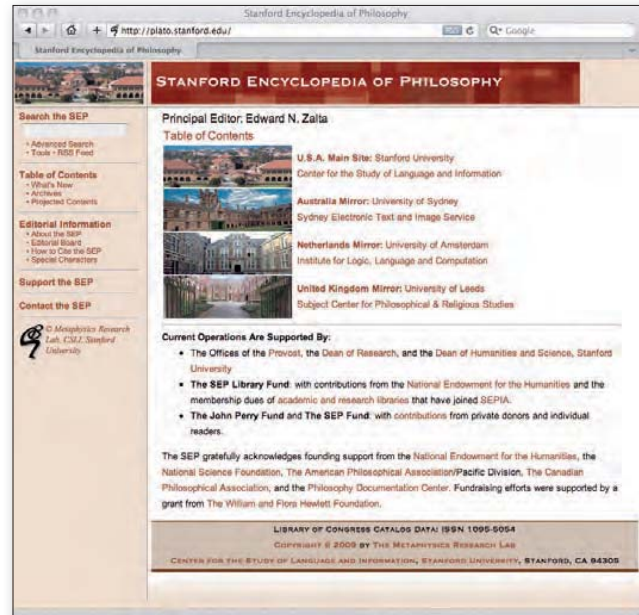 Stanford Encyclopedia of Philosophy
http://plato.stanford.edu/
RSS
Google
Stanford Encyclopedia of Philosophy
STANFORD ENCYCLOPEDIA OF PHILOSOPHY
Search the SEP
• Advanced Search
• Tools • RSS Feed
Table of Contents
• What's New
• Archives
• Projected Contents
Editorial Information
• About the SEP
• Editorial Board
• How to Cite the SEP
• Special Characters
Support the SEP
Contact the SEP
© Metaphysics Research
Lab, CSLI, Stanford
University
Principal Editor: Edward N. Zalta
Table of Contents
U.S.A. Main Site: Stanford University
Center for the Study of Language and Information
Australia Mirror: University of Sydney
Sydney Electronic Text and Image Service
Netherlands Mirror: University of Amsterdam
Institute for Logic, Language and Computation
United Kingdom Mirror: University of Leeds
Subject Center for Philosophical & Religious Studies
Current Operations Are Supported By:
• The Offices of the Provost, the Dean of Research, and the Dean of Humanities and Science, Stanford
University
• The SEP Library Fund: with contributions from the National Endowment for the Humanities and the
membership dues of academic and research libraries that have joined SEPIA.
• The John Perry Fund and The SEP Fund: with contributions from private donors and individual
readers.
The SEP gratefully acknowledges founding support from the National Endowment for the Humanities, the
National Science Foundation, The American Philosophical Association/Pacific Division, The Canadian
Philosophical Association, and the Philosophy Documentation Center. Fundraising efforts were supported by a
grant from The William and Flora Hewlett Foundation.
LIBRARY OF CONGRESS CATALOG DATA: ISSN 1095-5054
COPYRIGHT © 2009 BY THE METAPHYSICS RESEARCH LAB
CENTER FOR THE STUDY OF LANGUAGE AND INFORMATION, STANFORD UNIVERSITY, STANFORD, CA 94305